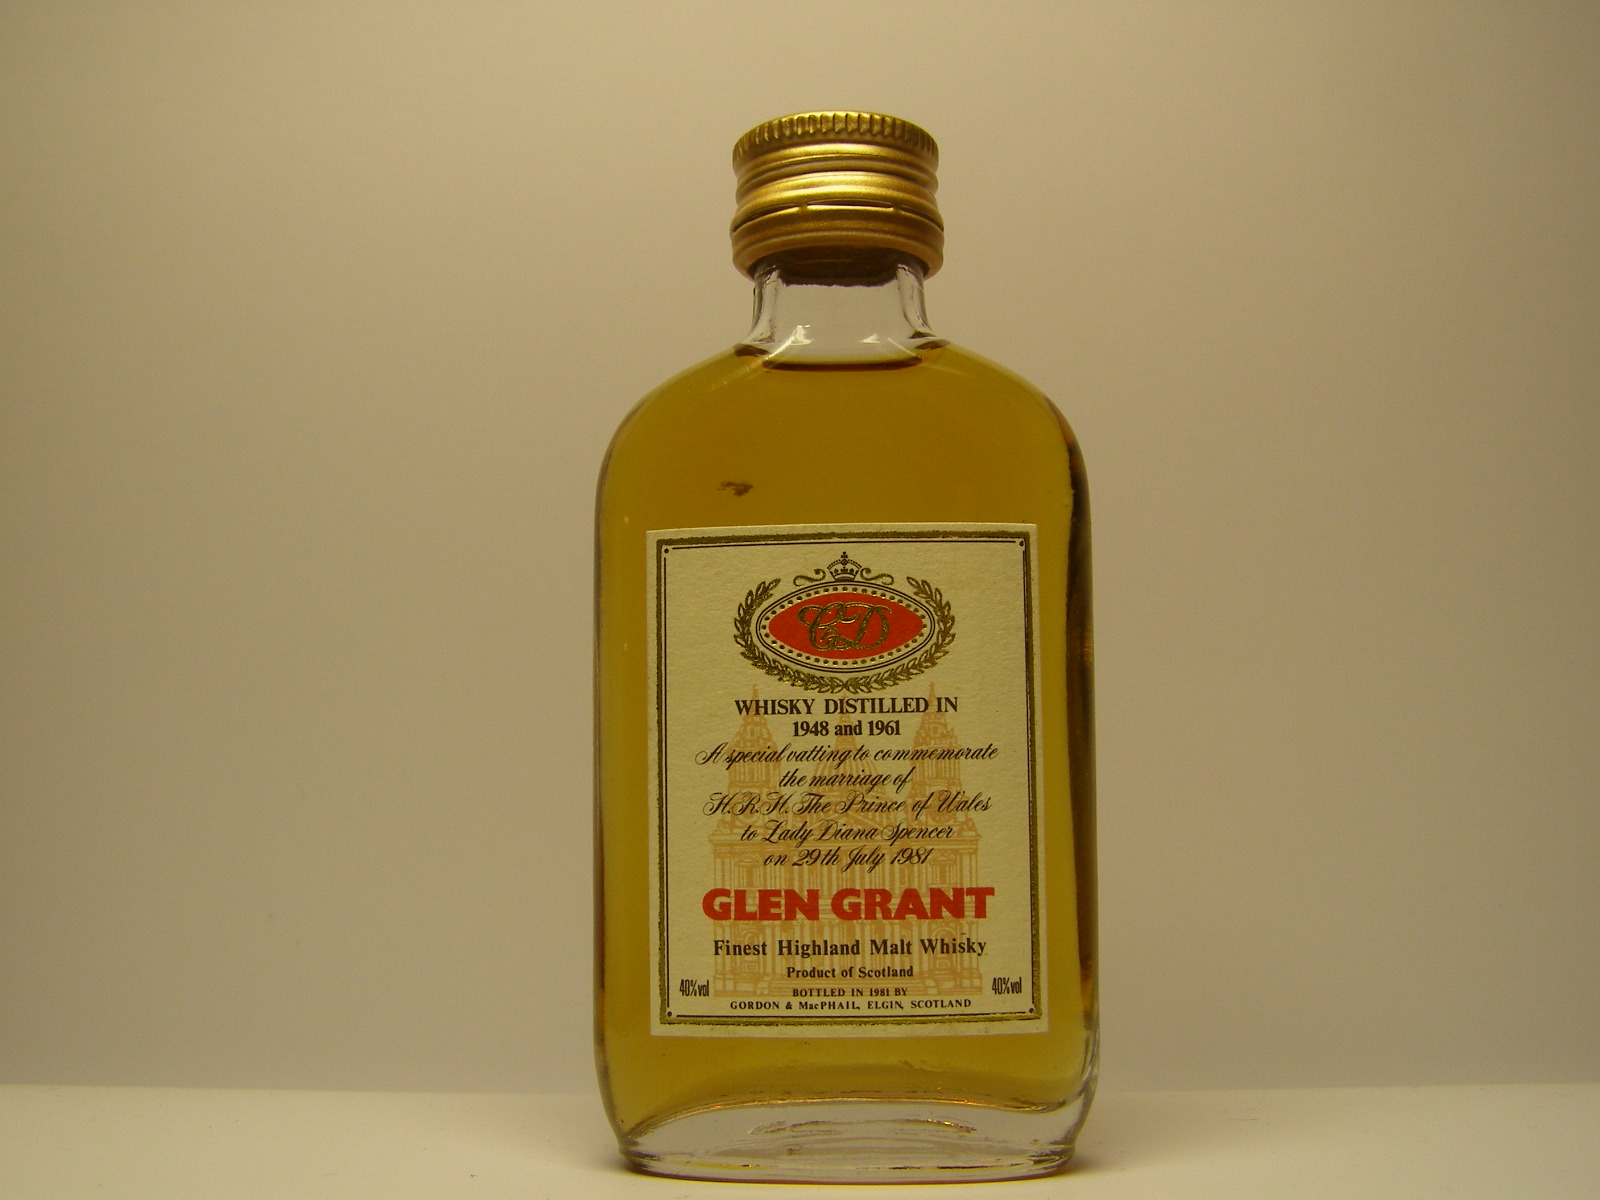 C&D
WHISKY DISTILLED IN
1948 and 1961
A special vatting to commemorate
the marriage of
H.R.H. The Prince of Wales
to Lady Diana Spencer
on 29th July 1981
GLEN GRANT
Finest Highland Malt Whisky
Product of Scotland
40%vol
BOTTLED IN 1981 BY
40%vol
GORDON & MacPHAIL, ELGIN, SCOTLAND